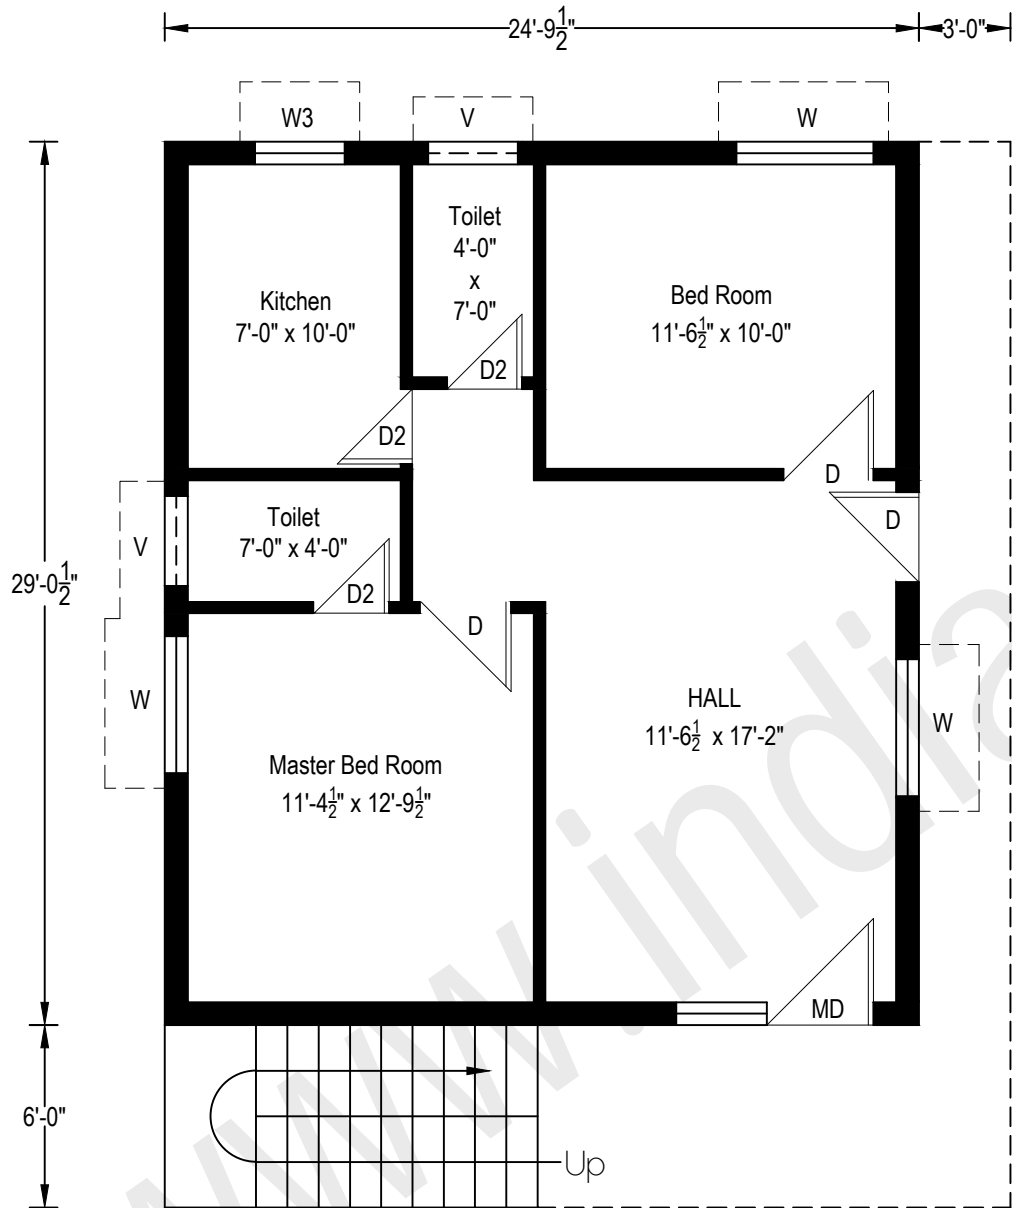 24'-9½"
3'-0"
W3
V
W
Toilet
4'-0"
x
7'-0"
Kitchen
7'-0" x 10'-0"
Bed Room
11'-6½" x 10'-0"
D2
D2
D
D
Toilet
7'-0" x 4'-0"
V
29'-0½"
D2
D
W
HALL
11'-6½ x 17'-2"
W
Master Bed Room
11'-4½" x 12'-9½"
MD
6'-0"
Up
www.india